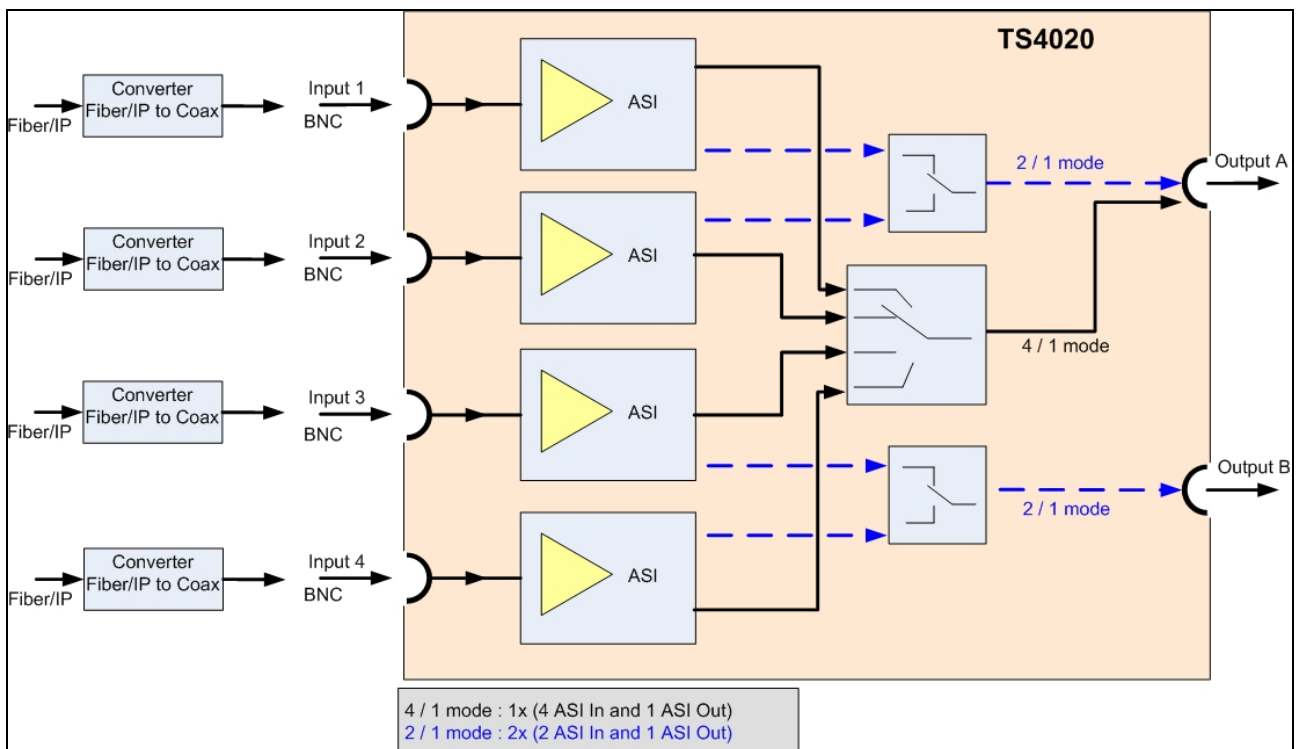 TS4020
Converter
Fiber/IP to Coax
Fiber/IP
Input 1
BNC
ASI
2 / 1 mode
Output A
Converter
Fiber/IP to Coax
Fiber/IP
Input 2
BNC
ASI
4 / 1 mode
Converter
Fiber/IP to Coax
Fiber/IP
Input 3
BNC
ASI
Output B
2 / 1 mode
Converter
Fiber/IP to Coax
Fiber/IP
Input 4
BNC
ASI
4 / 1 mode : 1x (4 ASI In and 1 ASI Out)
2 / 1 mode : 2x (2 ASI In and 1 ASI Out)